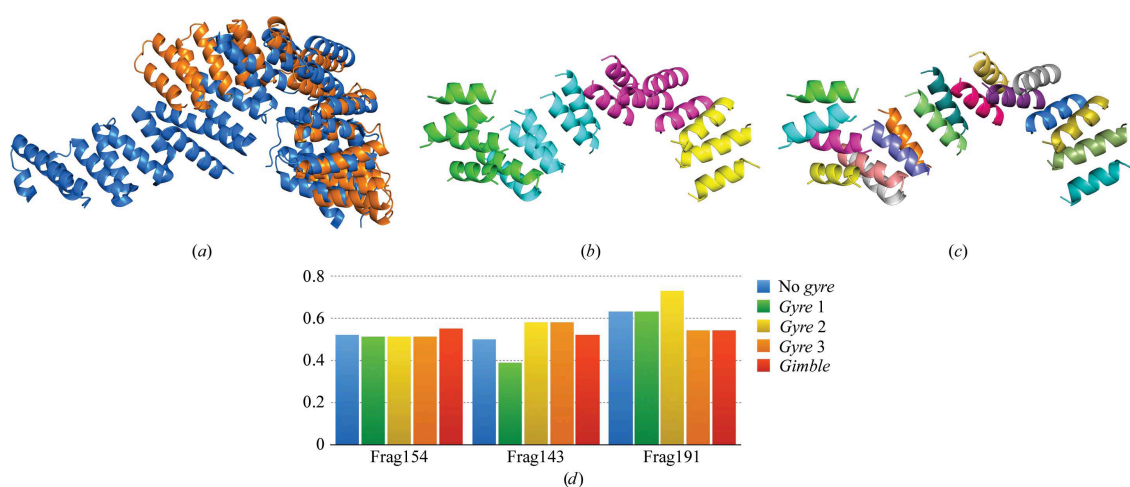 (a)
(b)
(c)
0.8
0.6
0.4
0.2
0
No gyre
Gyre 1
Gyre 2
Gyre 3
Gimble
Frag154 Frag143 Frag191
(d)